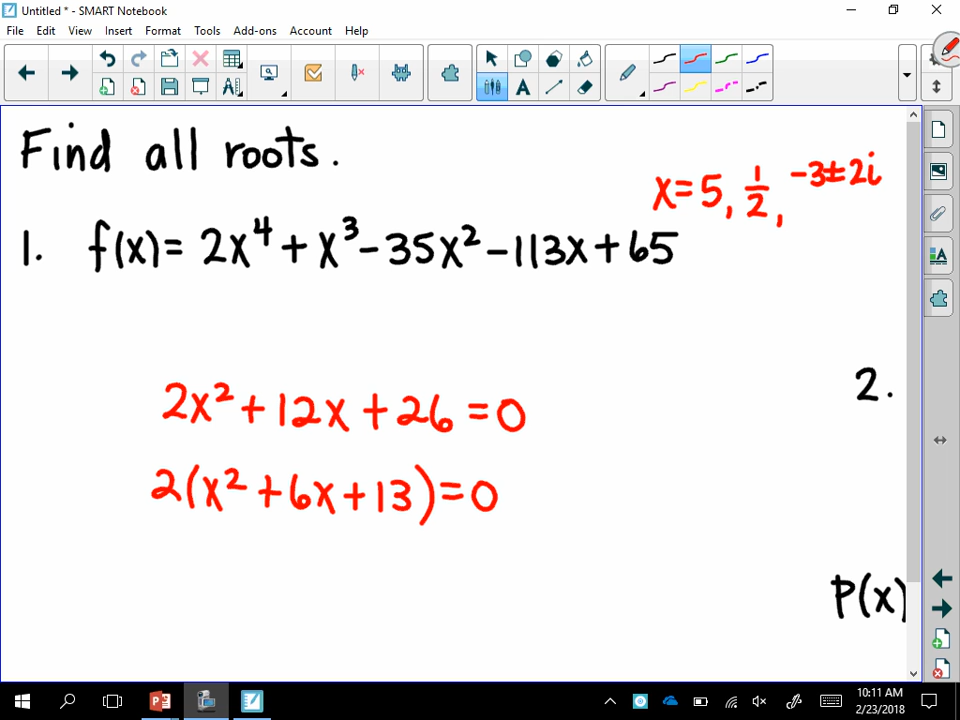 Untitled * - SMART Notebook
File Edit View Insert Format Tools Add-ons Account Help
Find all roots.
x=5, 1/2, -3±2i
1. f(x)= 2x⁴+x³-35x²-113x+65
2x²+12x+26=0
2.
2(x²+6x+13)=0
p(x)
10:11 AM
2/23/2018